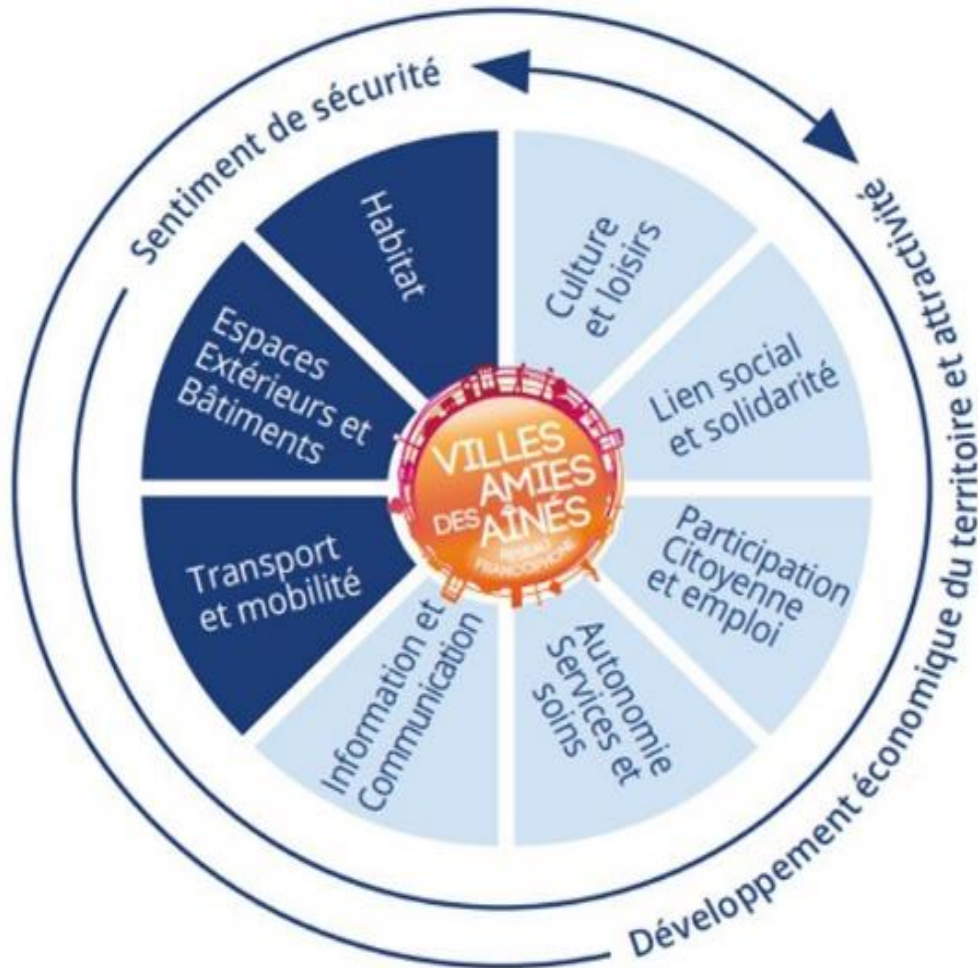 Sentiment de sécurité
Développement économique du territoire et attractivité
Habitat
Culture
et loisirs
Lien social
et solidarité
Participation
Citoyenne
et emploi
Autonomie
Services et
soins
Information et
Communication
Transport
et mobilité
Espaces
Extérieurs et
Bâtiments
VILLES
AMIES
DES AÎNÉS
RÉSEAU
FRANCOPHONE